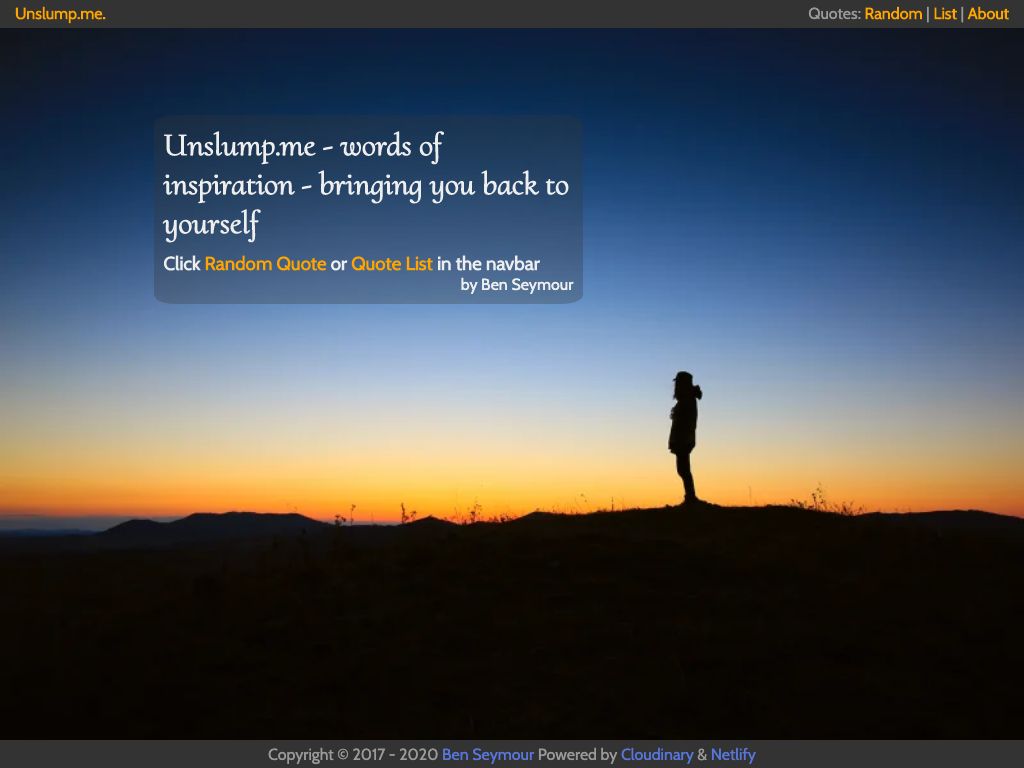 Unslump.me.
Quotes: Random | List | About
Unslump.me - words of
inspiration - bringing you back to
yourself
Click Random Quote or Quote List in the navbar
by Ben Seymour
Copyright © 2017 - 2020 Ben Seymour Powered by Cloudinary & Netlify